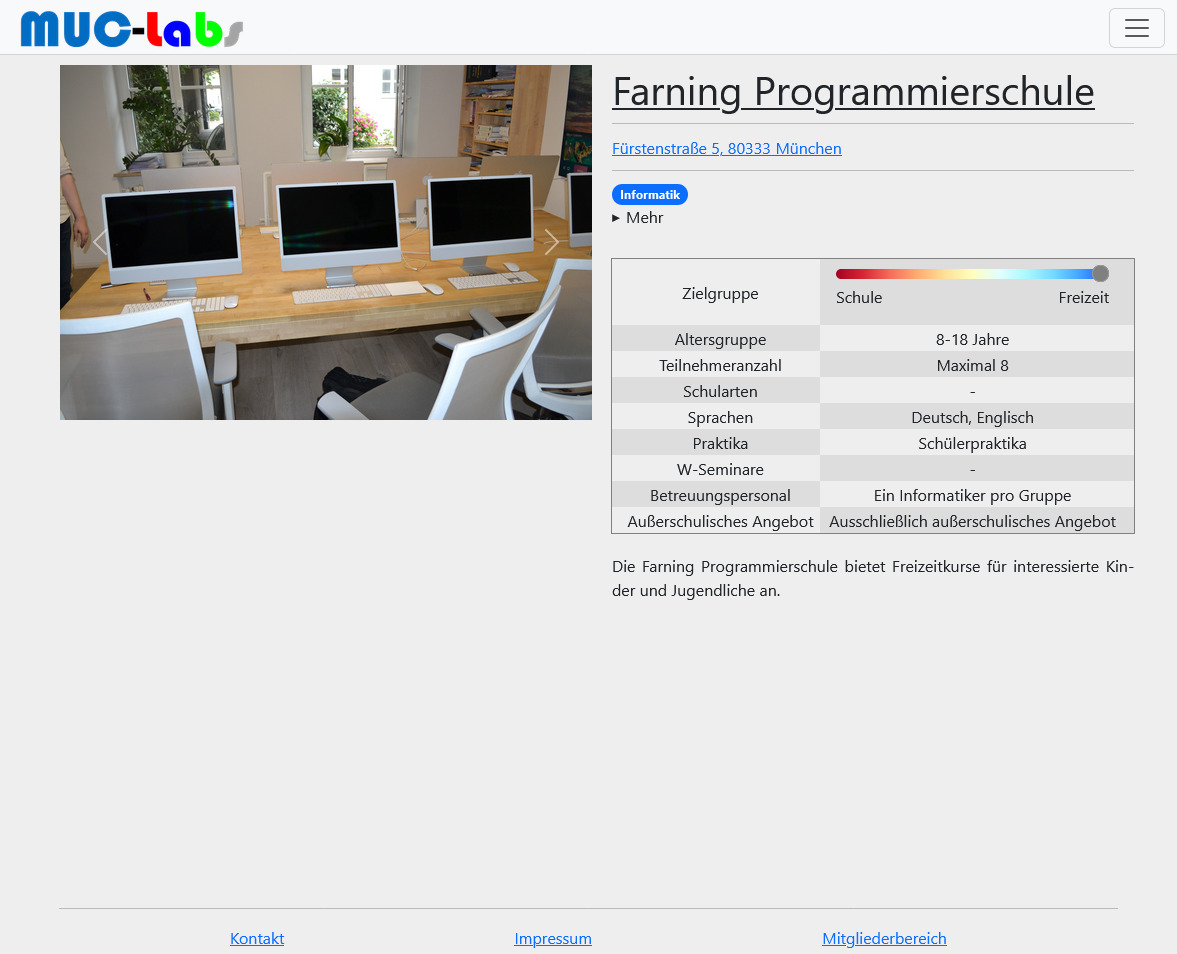 MUC-Labs
Farning Programmierschule
Fürstenstraße 5, 80333 München
Informatik
▸ Mehr
Zielgruppe
Schule Freizeit
Altersgruppe 8-18 Jahre
Teilnehmeranzahl Maximal 8
Schularten -
Sprachen Deutsch, Englisch
Praktika Schülerpraktika
W-Seminare -
Betreuungspersonal Ein Informatiker pro Gruppe
Außerschulisches Angebot Ausschließlich außerschulisches Angebot
Die Farning Programmierschule bietet Freizeitkurse für interessierte Kin-
der und Jugendliche an.
Kontakt Impressum Mitgliederbereich